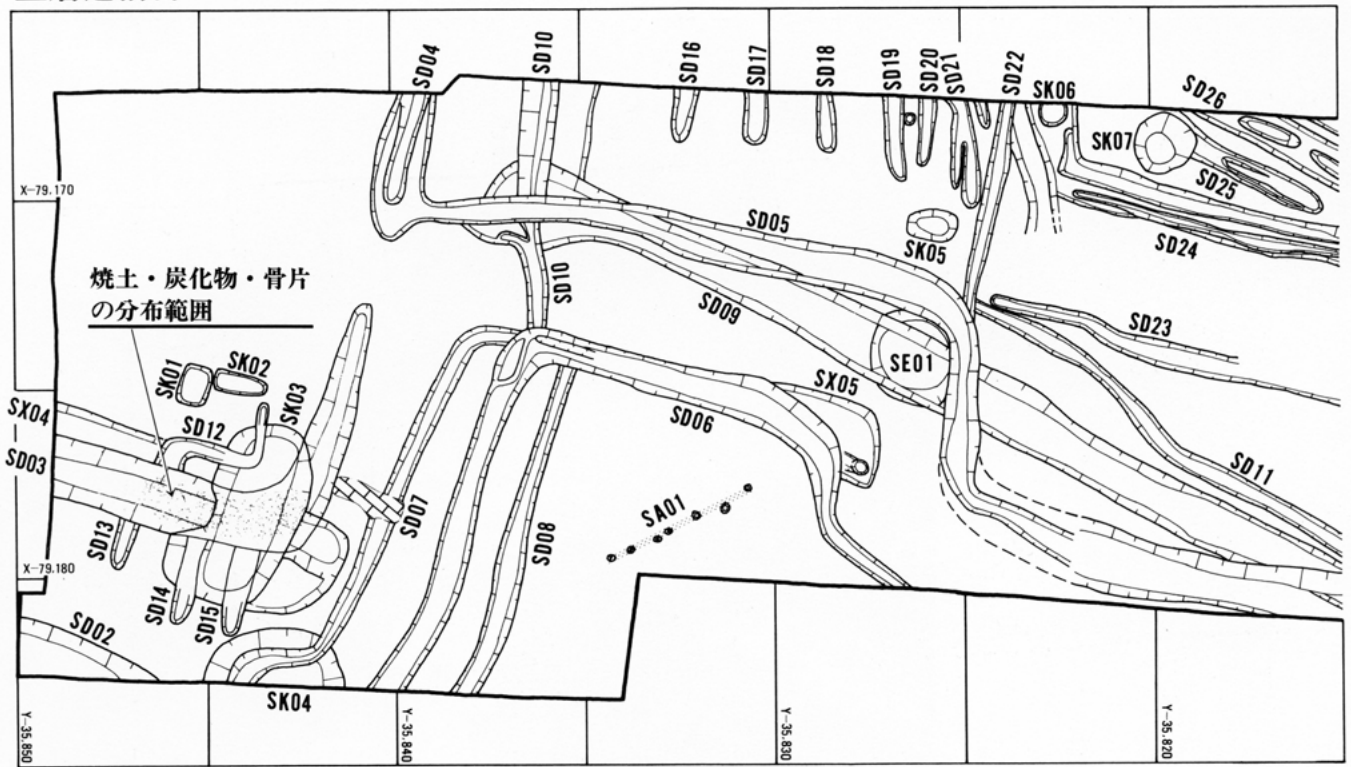 SD04
SD10
SD16
SD17
SD18
SD19
SD20
SD21
SD22
SK06
SD26
SK07
SD25
X-79.170
SD05
SK05
SD24
焼土・炭化物・骨片
の分布範囲
SD10
SD09
SD23
SE01
SK01
SK02
SK03
SX05
SX04
SD12
SD06
SD03
SD11
SD07
SA01
SD13
SD08
X-79.180
SD14
SD15
SD02
SK04
Y-35.850
Y-35.840
Y-35.830
Y-35.820